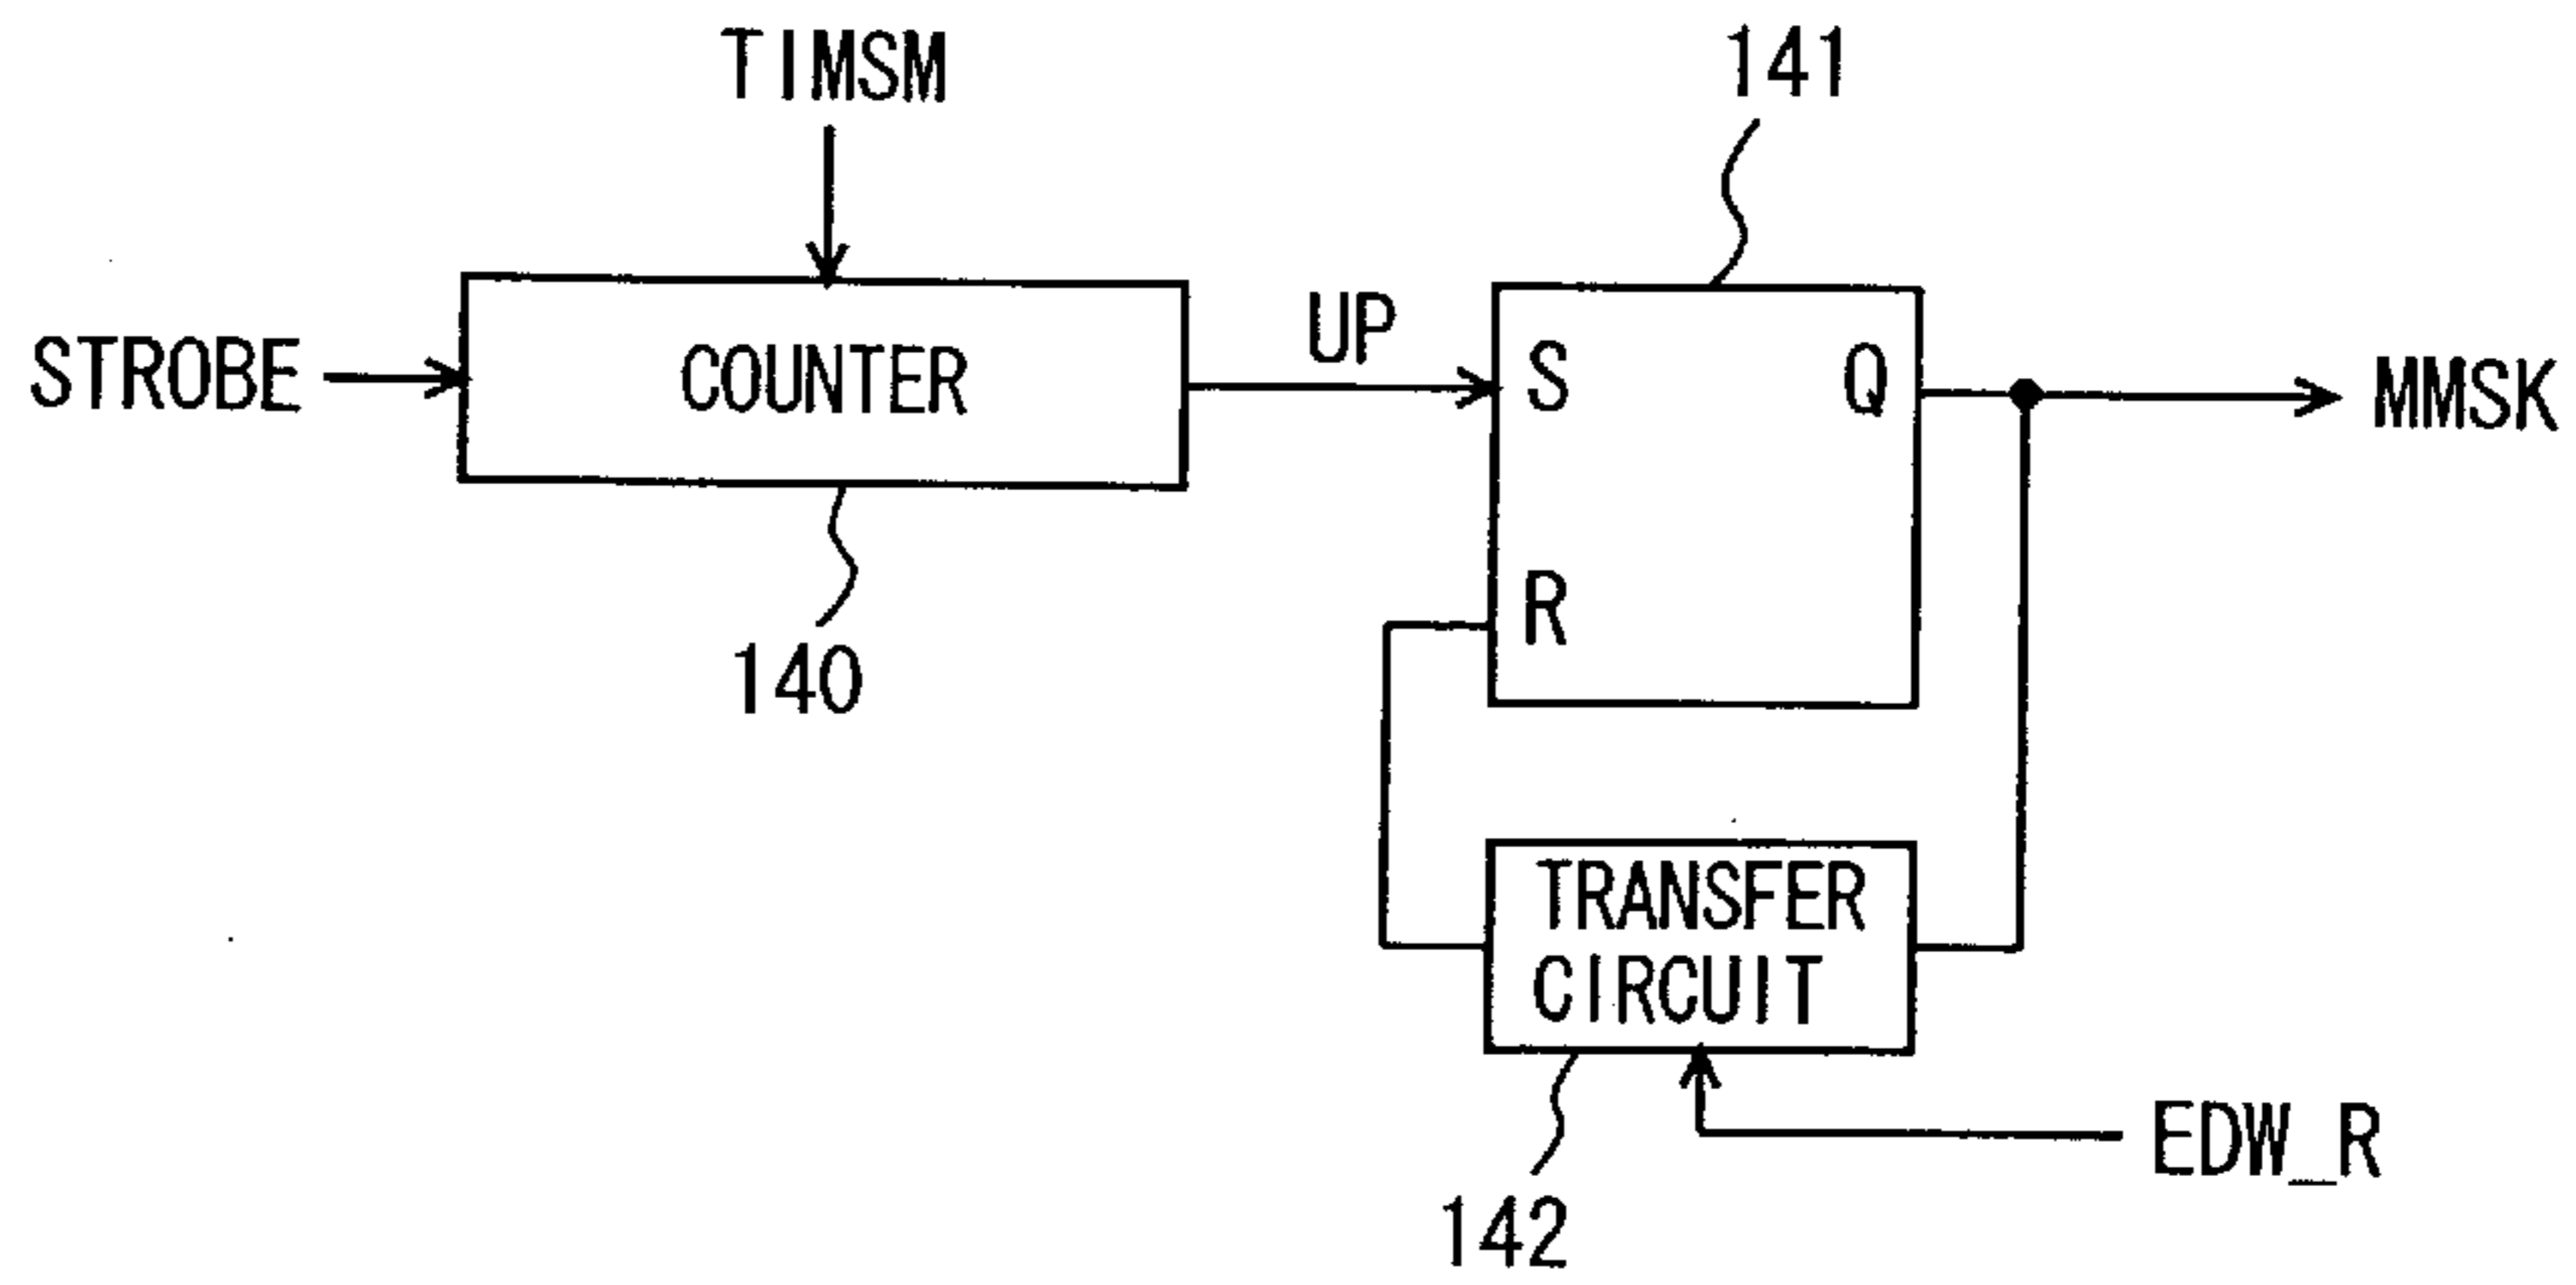 TIMSM
141
STROBE
COUNTER
UP
S
Q
MMSK
R
140
TRANSFER
CIRCUIT
EDW_R
142